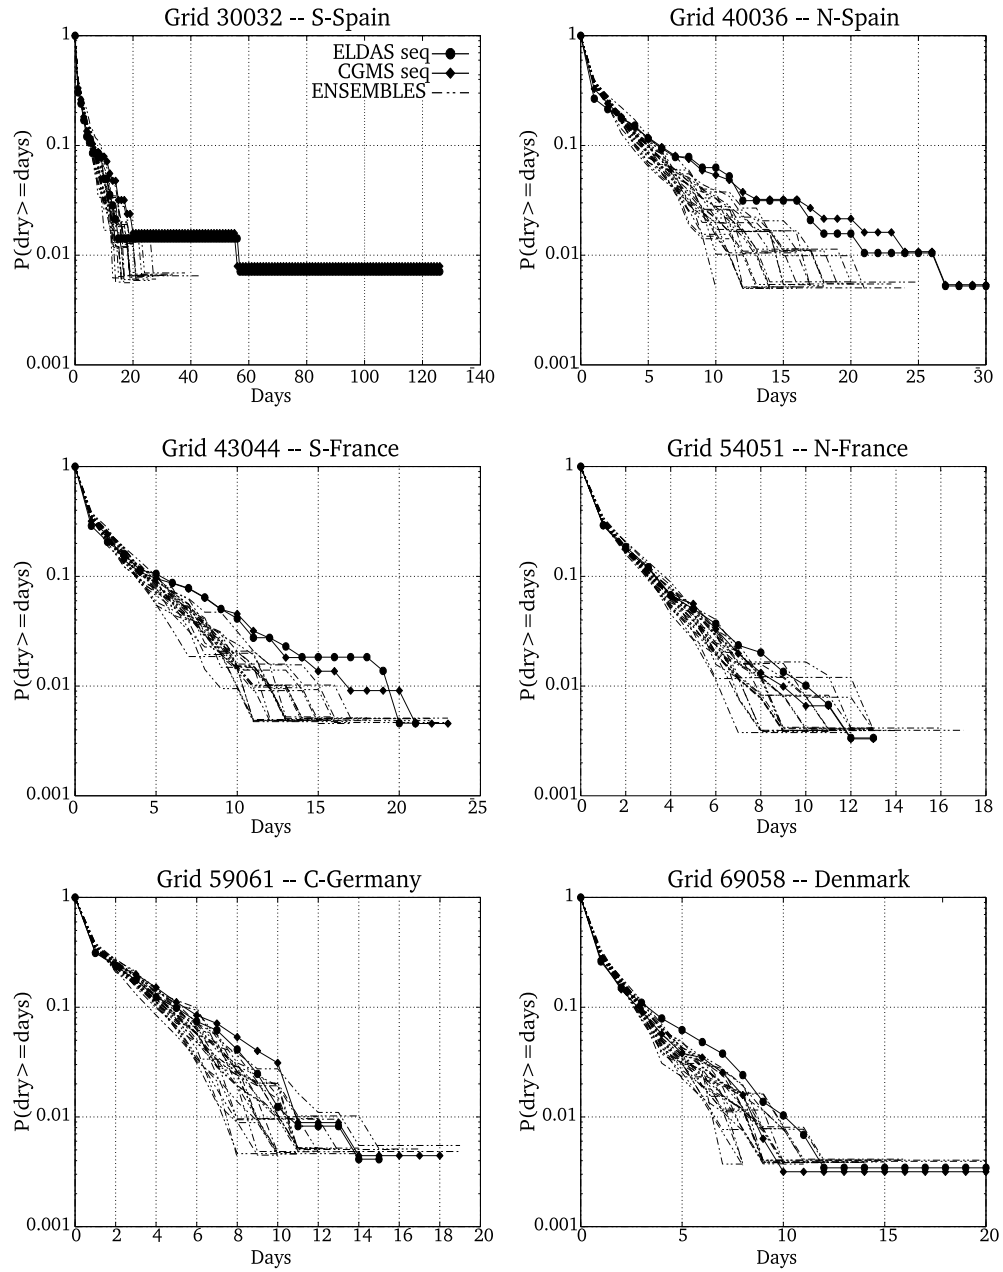 Grid 30032 -- S-Spain
ELDAS seq
CGMS seq
ENSEMBLES
P(dry>=days)
1
0.1
0.01
0.001
0 20 40 60 80 100 120 140
Days
Grid 40036 -- N-Spain
P(dry>=days)
1
0.1
0.01
0.001
0 5 10 15 20 25 30
Days
Grid 43044 -- S-France
P(dry>=days)
1
0.1
0.01
0.001
0 5 10 15 20 25
Days
Grid 54051 -- N-France
P(dry>=days)
1
0.1
0.01
0.001
0 2 4 6 8 10 12 14 16 18
Days
Grid 59061 -- C-Germany
P(dry>=days)
1
0.1
0.01
0.001
0 2 4 6 8 10 12 14 16 18 20
Days
Grid 69058 -- Denmark
P(dry>=days)
1
0.1
0.01
0.001
0 5 10 15 20
Days